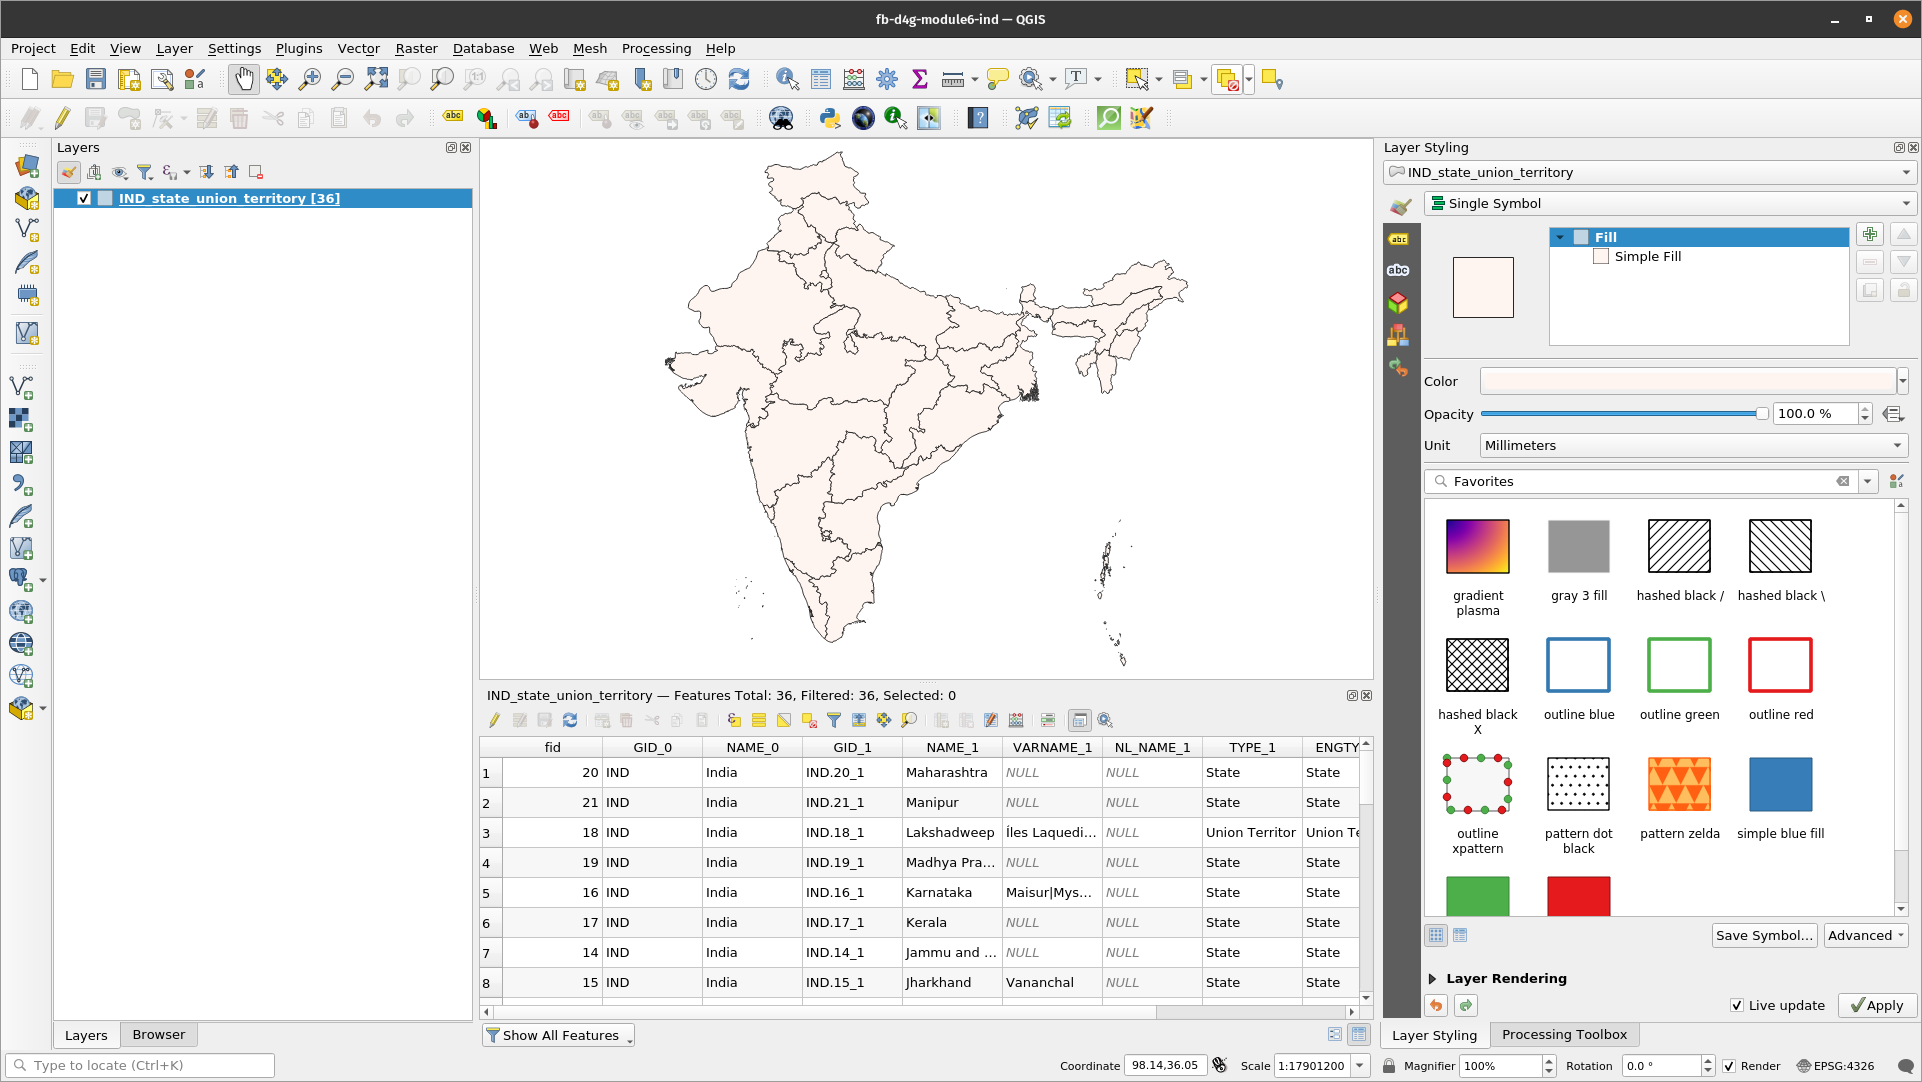 fb-d4g-module6-ind — QGIS
Project Edit View Layer Settings Plugins Vector Raster Database Web Mesh Processing Help
Layers
IND_state_union_territory [36]
Layers Browser
IND_state_union_territory — Features Total: 36, Filtered: 36, Selected: 0
fid GID_0 NAME_0 GID_1 NAME_1 VARNAME_1 NL_NAME_1 TYPE_1 ENGTY
1 20 IND India IND.20_1 Maharashtra NULL NULL State State
2 21 IND India IND.21_1 Manipur NULL NULL State State
3 18 IND India IND.18_1 Lakshadweep Íles Laquedi... NULL Union Territor Union Te
4 19 IND India IND.19_1 Madhya Pra... NULL NULL State State
5 16 IND India IND.16_1 Karnataka Maisur|Mys... NULL State State
6 17 IND India IND.17_1 Kerala NULL NULL State State
7 14 IND India IND.14_1 Jammu and ... NULL NULL State State
8 15 IND India IND.15_1 Jharkhand Vananchal NULL State State
Show All Features
Layer Styling
IND_state_union_territory
Single Symbol
Fill
Simple Fill
Color
Opacity 100.0 %
Unit Millimeters
Favorites
gradient plasma
gray 3 fill
hashed black /
hashed black \
hashed black X
outline blue
outline green
outline red
outline xpattern
pattern dot black
pattern zelda
simple blue fill
Save Symbol... Advanced
Layer Rendering
Live update Apply
Layer Styling Processing Toolbox
Type to locate (Ctrl+K)
Coordinate 98.14,36.05 Scale 1:17901200 Magnifier 100% Rotation 0.0 ° Render EPSG:4326